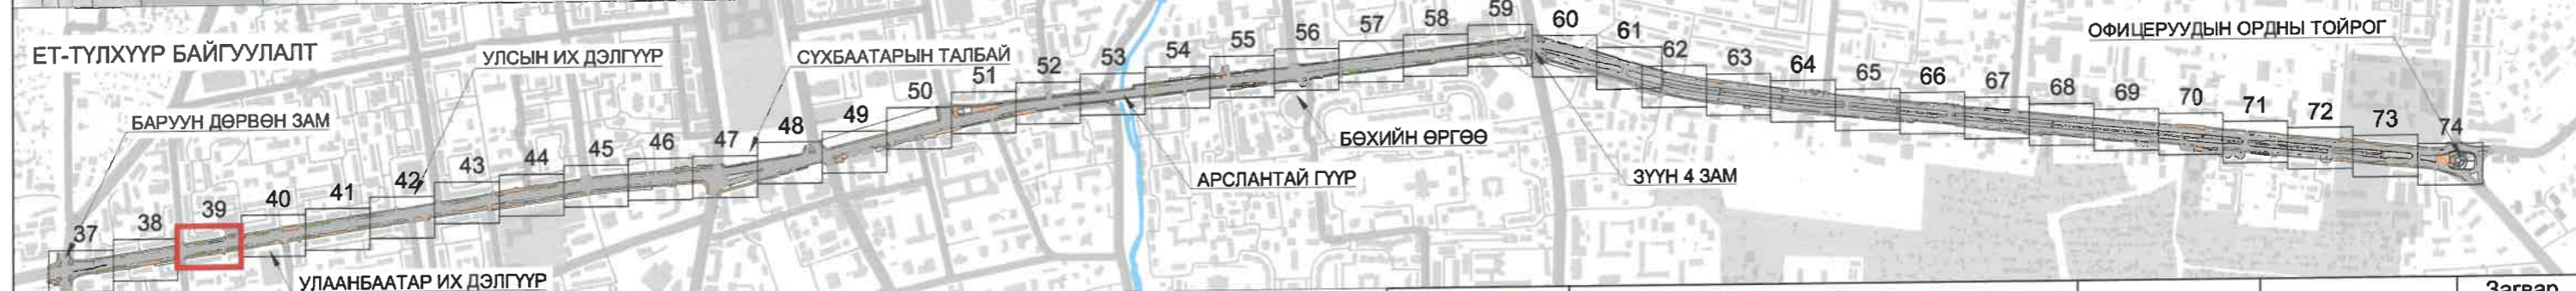 ЕТ-ТҮЛХҮҮР БАЙГУУЛАЛТ
БАРУУН ДӨРВӨН ЗАМ
УЛСЫН ИХ ДЭЛГҮҮР
СҮХБААТАРЫН ТАЛБАЙ
ОФИЦЕРУУДЫН ОРДНЫ ТОЙРОГ
37 38 39 40 41 42 43 44 45 46 47 48 49 50 51 52 53 54 55 56 57 58 59 60 61 62 63 64 65 66 67 68 69 70 71 72 73 74
БӨХИЙН ӨРГӨӨ
АРСЛАНТАЙ ГҮҮР
ЗҮҮН 4 ЗАМ
УЛААНБААТАР ИХ ДЭЛГҮҮР
Загвар